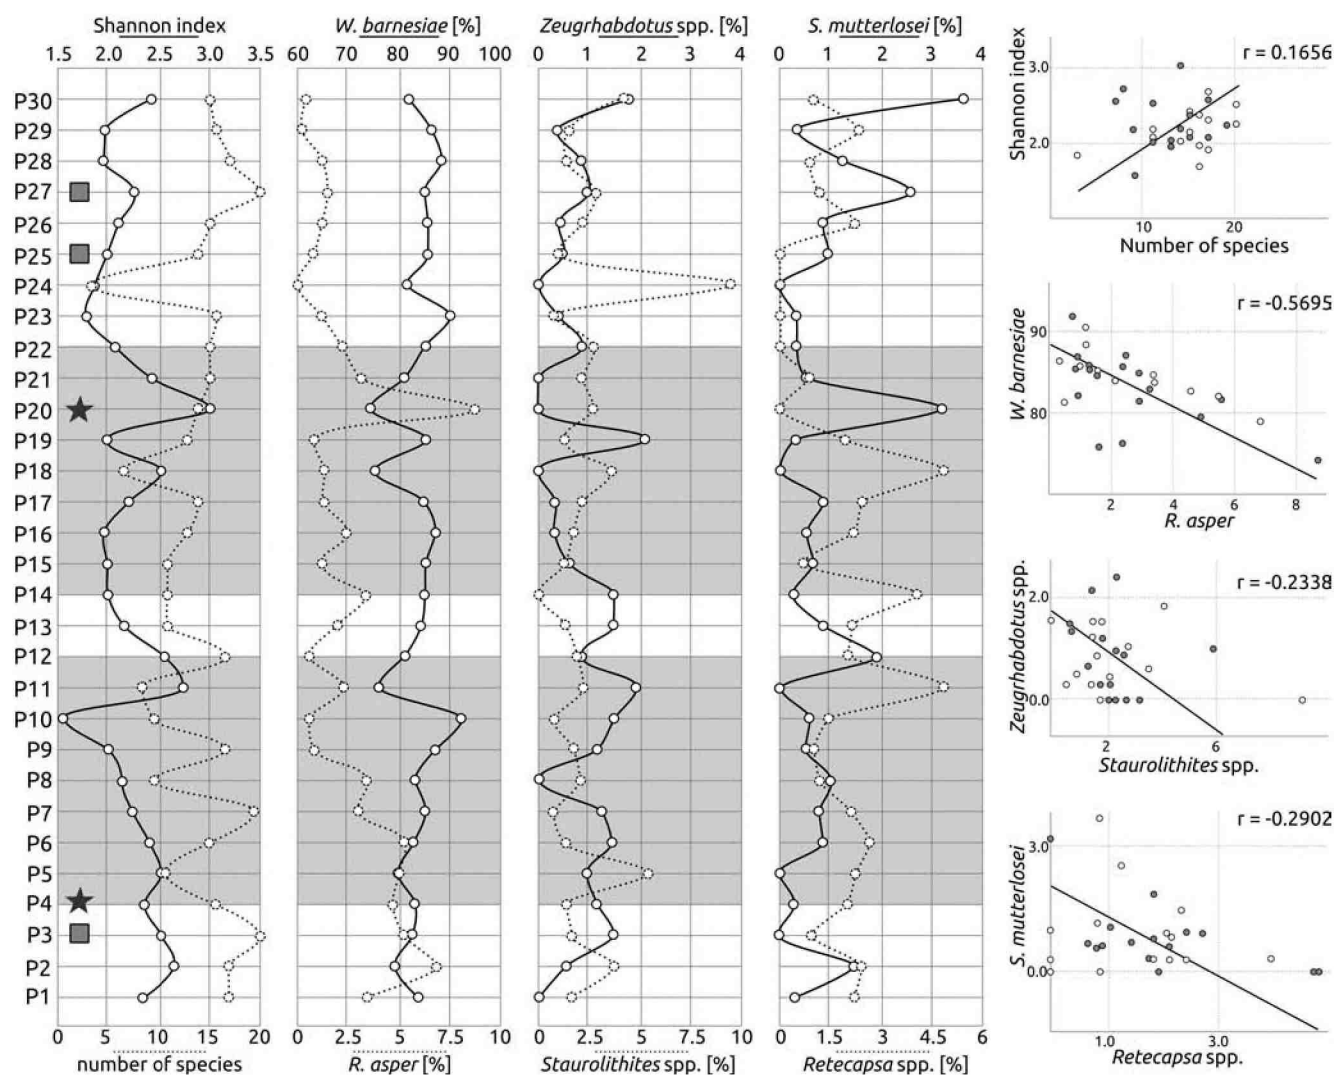 Shannon index W. barnesiae [%] Zeugrhabdotus spp. [%] S. mutterlosei [%]
1.5 2.1 3.0 3.5 60 72 80 90 100 0 1 2 3 4 0 1 2 3 4
P30
P29
P28
P27
P26
P25
P24
P23
P22
P21
P20
P19
P18
P17
P16
P15
P14
P13
P12
P11
P10
P9
P8
P7
P6
P5
P4
P3
P2
P1
0 5 10 15 20 0 2.5 5 7.5 10 0 2.5 5 7.5 10 0 1.5 3 4.5 6
number of species R. asper [%] Staurolithites spp. [%] Retecapsa spp. [%]
r = 0.1656
Shannon index
3.0
2.0
10 20
Number of species
r = -0.5695
W. barnesiae
90
80
2 4 6 8
R. asper
r = -0.2338
Zeugrhabdotus spp.
2.0
0.0
2 6
Staurolithites spp.
r = -0.2902
S. mutterlosei
3.0
0.0
1.0 3.0
Retecapsa spp.